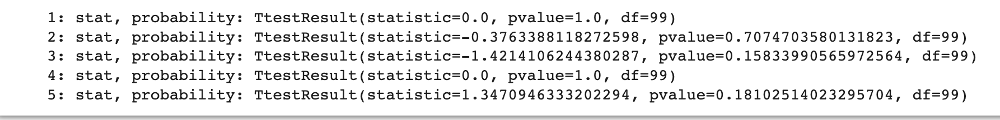 1: stat, probability: TtestResult(statistic=0.0, pvalue=1.0, df=99)
2: stat, probability: TtestResult(statistic=-0.3763388118272598, pvalue=0.7074703580131823, df=99)
3: stat, probability: TtestResult(statistic=-1.4214106244380287, pvalue=0.15833990565972564, df=99)
4: stat, probability: TtestResult(statistic=0.0, pvalue=1.0, df=99)
5: stat, probability: TtestResult(statistic=1.3470946333202294, pvalue=0.18102514023295704, df=99)